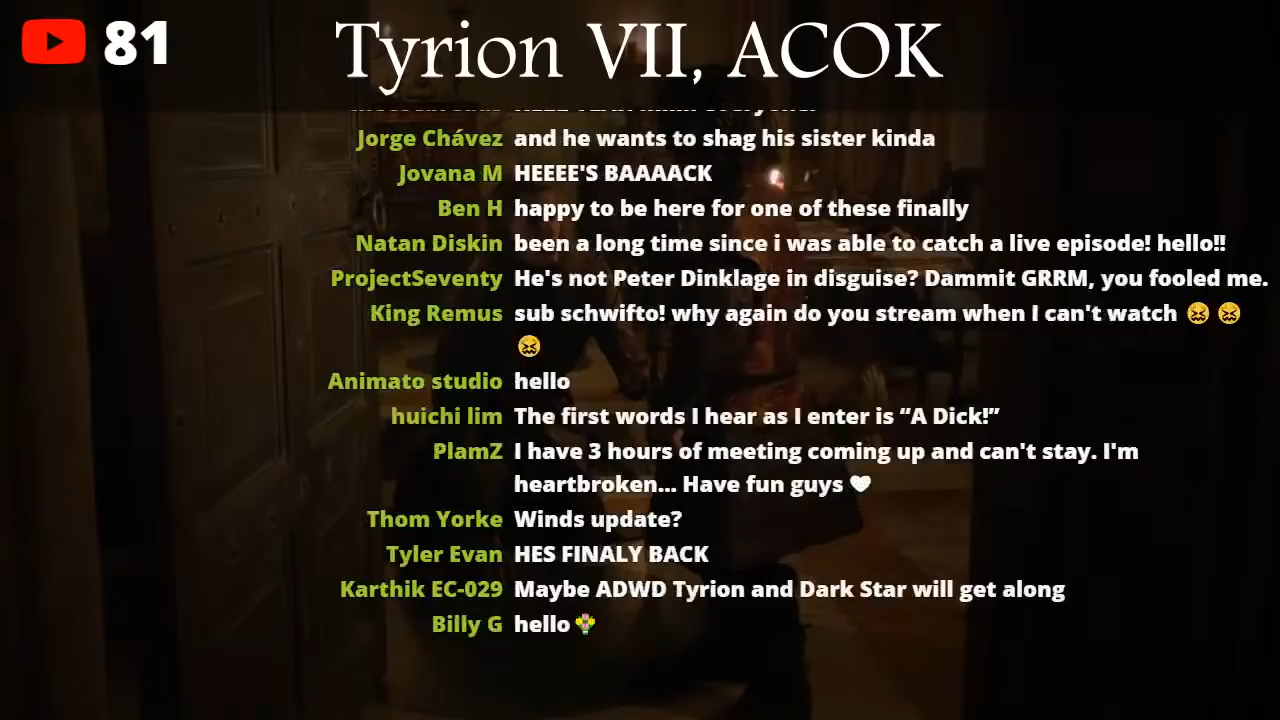 81
Tyrion VII, ACOK
Jorge Chávez and he wants to shag his sister kinda
Jovana M HEEEE'S BAAAACK
Ben H happy to be here for one of these finally
Natan Diskin been a long time since i was able to catch a live episode! hello!!
ProjectSeventy He's not Peter Dinklage in disguise? Dammit GRRM, you fooled me.
King Remus sub schwifto! why again do you stream when I can't watch 😖 😖
😖
Animato studio hello
huichi lim The first words I hear as I enter is “A Dick!”
PlamZ I have 3 hours of meeting coming up and can't stay. I'm
heartbroken... Have fun guys 🤍
Thom Yorke Winds update?
Tyler Evan HES FINALY BACK
Karthik EC-029 Maybe ADWD Tyrion and Dark Star will get along
Billy G hello